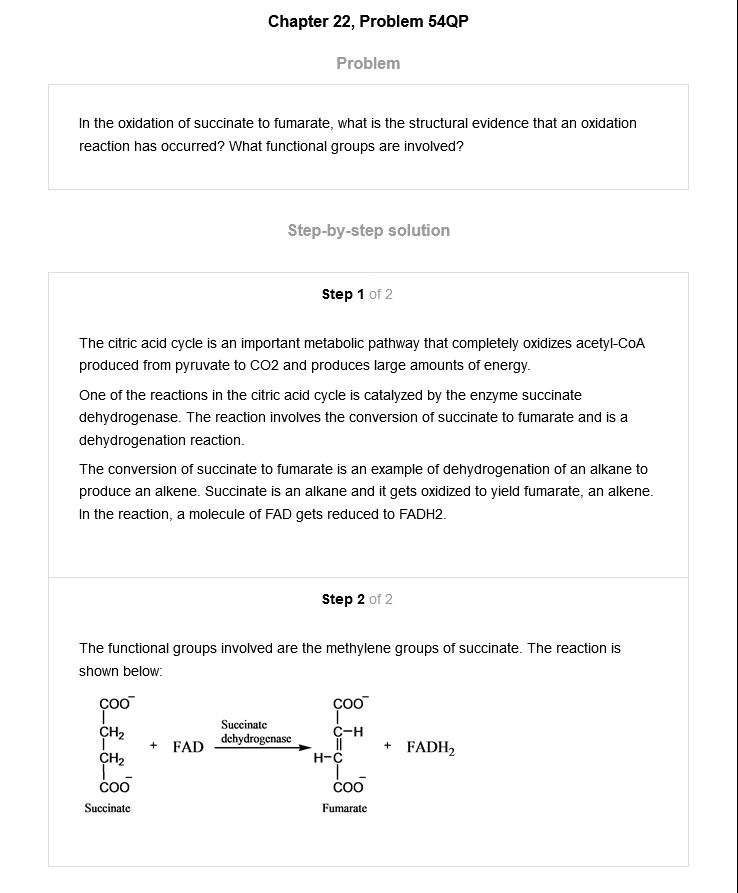 Chapter 22, Problem 54QP
Problem
In the oxidation of succinate to fumarate, what is the structural evidence that an oxidation
reaction has occurred? What functional groups are involved?
Step-by-step solution
Step 1 of 2
The citric acid cycle is an important metabolic pathway that completely oxidizes acetyl-CoA
produced from pyruvate to CO2 and produces large amounts of energy.
One of the reactions in the citric acid cycle is catalyzed by the enzyme succinate
dehydrogenase. The reaction involves the conversion of succinate to fumarate and is a
dehydrogenation reaction.
The conversion of succinate to fumarate is an example of dehydrogenation of an alkane to
produce an alkene. Succinate is an alkane and it gets oxidized to yield fumarate, an alkene.
In the reaction, a molecule of FAD gets reduced to FADH2.
Step 2 of 2
The functional groups involved are the methylene groups of succinate. The reaction is
shown below:
COO⁻
CH₂
CH₂
COO⁻
Succinate
+ FAD
Succinate
dehydrogenase
COO⁻
C-H
H-C
COO⁻
Fumarate
+ FADH₂